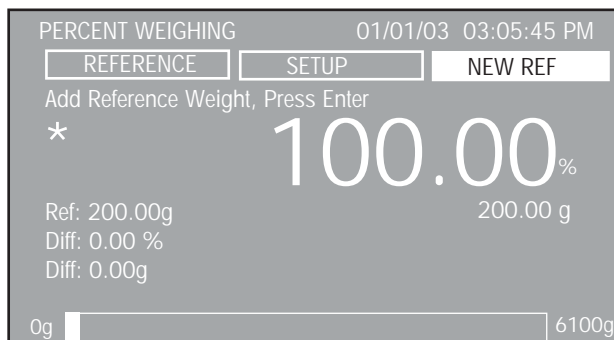 PERCENT WEIGHING 01/01/03 03:05:45 PM
REFERENCE SETUP NEW REF
Add Reference Weight, Press Enter
* 100.00%
Ref: 200.00g 200.00 g
Diff: 0.00 %
Diff: 0.00g
0g 6100g